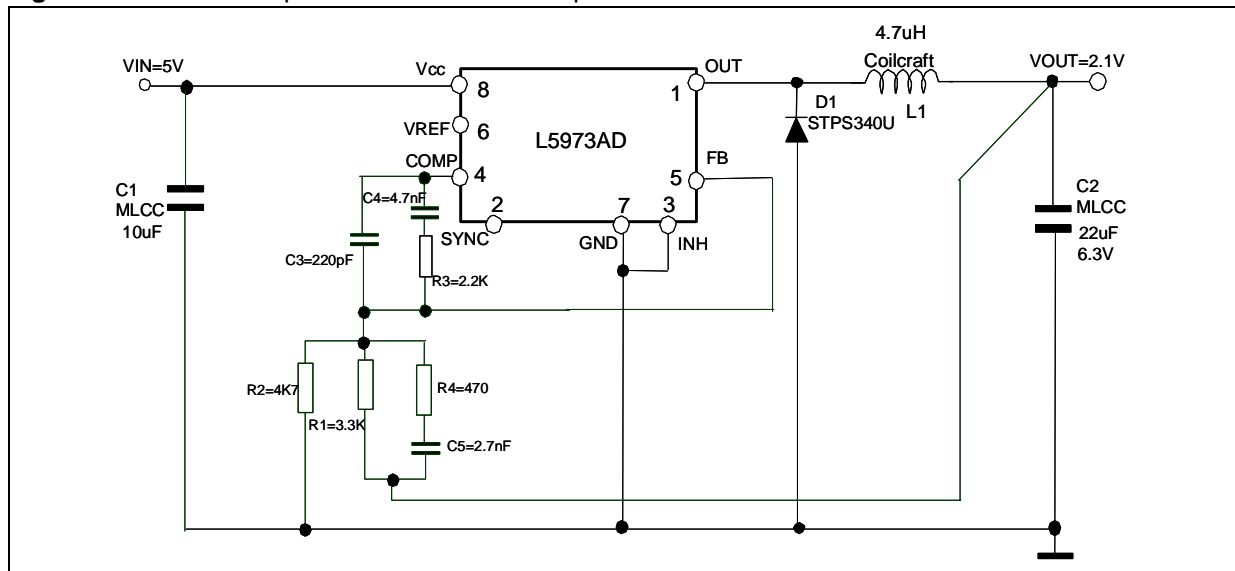 4.7uH
Coilcraft
L1
VIN=5V
Vcc
8
OUT
1
VOUT=2.1V
D1
STPS340U
VREF
6
L5973AD
COMP
4
FB
5
C1
MLCC
10uF
C4=4.7nF
2
SYNC
7
GND
3
INH
C2
MLCC
22uF
6.3V
C3=220pF
R3=2.2K
R2=4K7
R4=470
R1=3.3K
C5=2.7nF